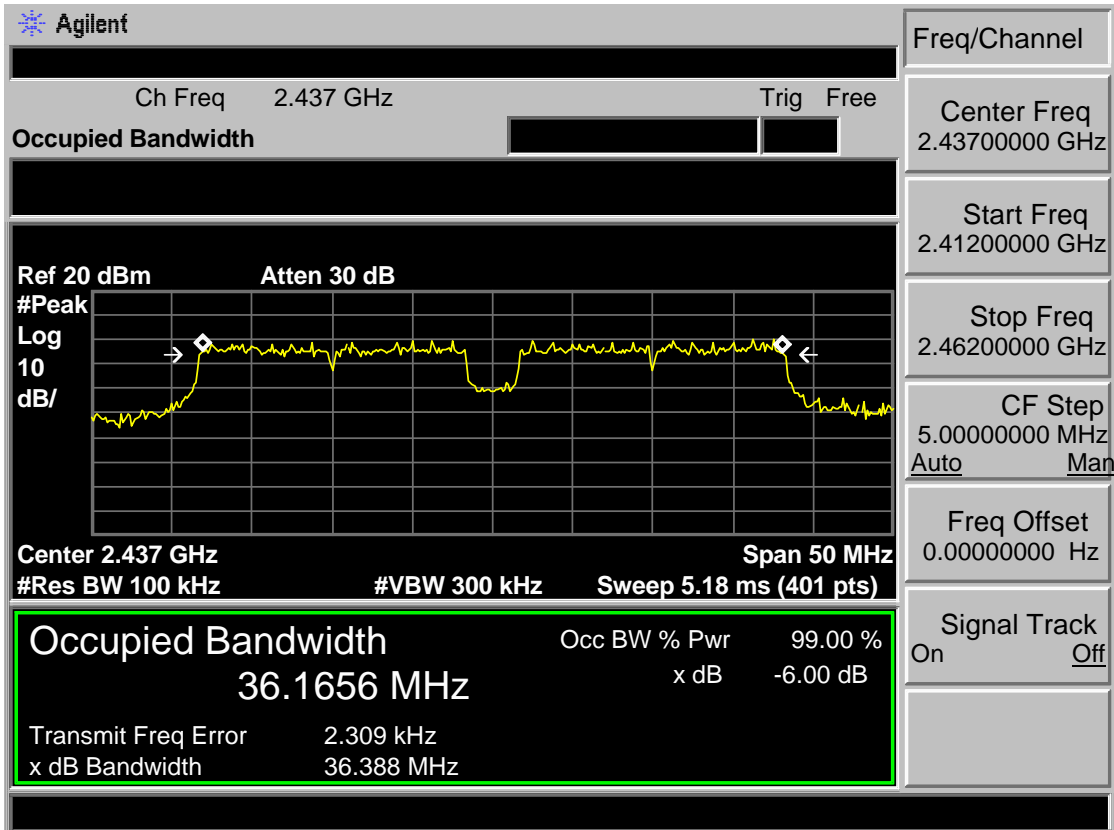 Agilent
Freq/Channel
Ch Freq 2.437 GHz Trig Free
Occupied Bandwidth
Center Freq
2.43700000 GHz
Start Freq
2.41200000 GHz
Stop Freq
2.46200000 GHz
CF Step
5.00000000 MHz
Auto Man
Freq Offset
0.00000000 Hz
Signal Track
On Off
Ref 20 dBm Atten 30 dB
#Peak
Log
10
dB/
Center 2.437 GHz Span 50 MHz
#Res BW 100 kHz #VBW 300 kHz Sweep 5.18 ms (401 pts)
Occupied Bandwidth
36.1656 MHz
Occ BW % Pwr 99.00 %
x dB -6.00 dB
Transmit Freq Error 2.309 kHz
x dB Bandwidth 36.388 MHz